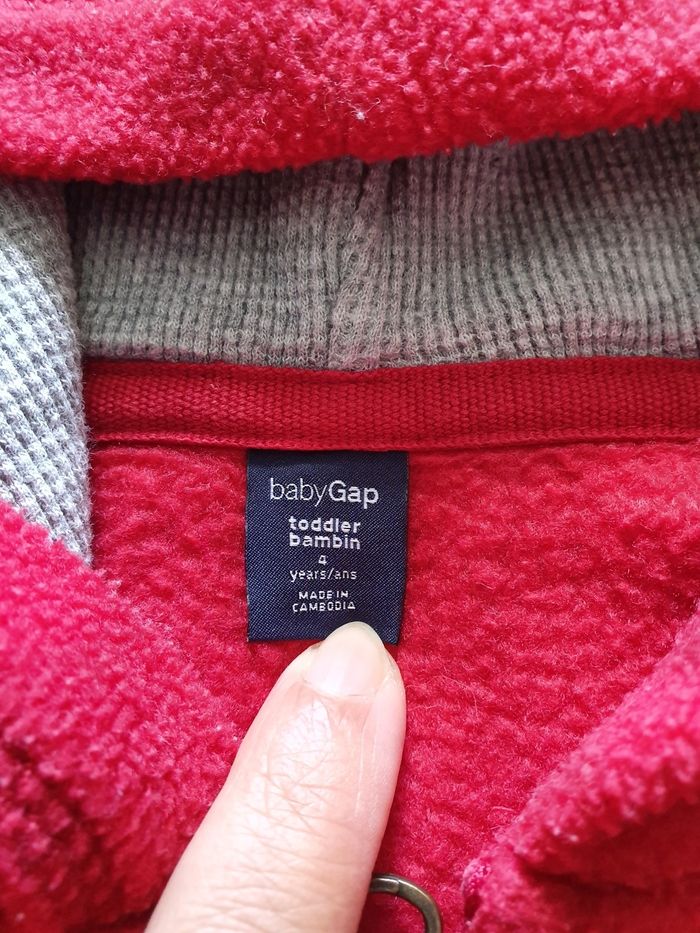 babyGap
toddler
bambin
4
years/ans
MADE IN
CAMBODIA